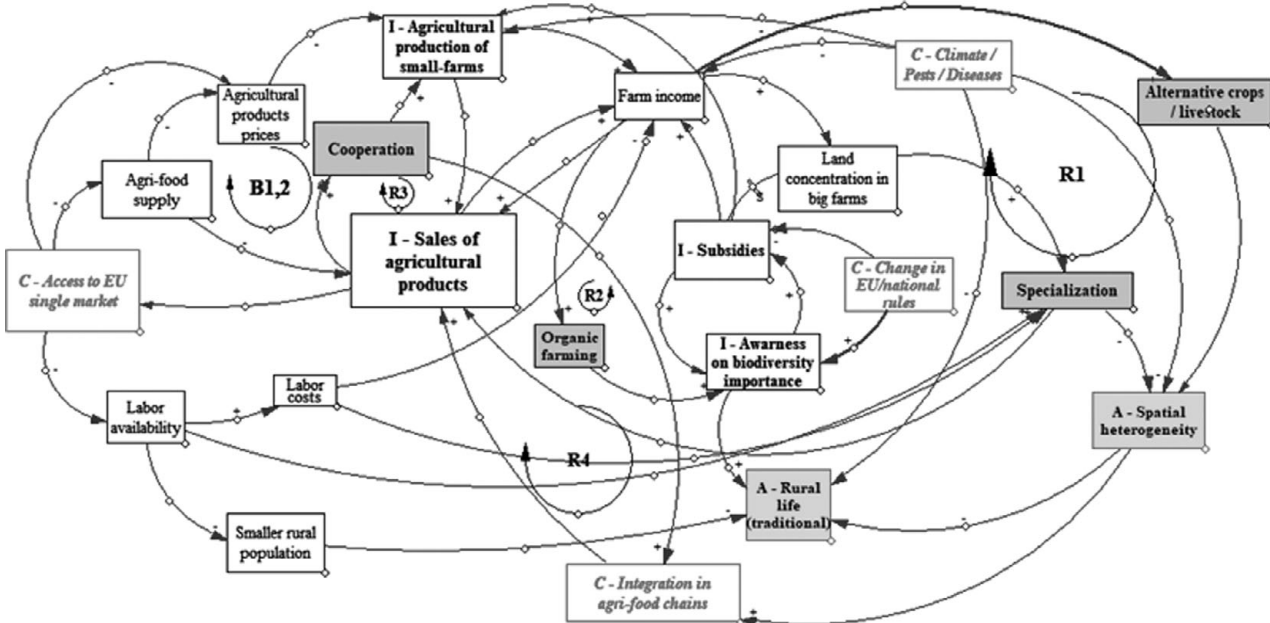 I - Agricultural
production of
small-farms
C - Climate /
Pests / Diseases
Alternative crops
/ livestock
Farm income
Agricultural
products
prices
Cooperation
Land
concentration in
big farms
R1
B1,2
R3
Agri-food
supply
I - Sales of
agricultural
products
I - Subsidies
C - Access to EU
single market
C - Change in
EU/national
rules
Specialization
R2
Organic
farming
I - Awarness
on biodiversity
importance
Labor
costs
Labor
availability
A - Spatial
heterogeneity
R4
A - Rural
life
(traditional)
Smaller rural
population
C - Integration in
agri-food chains